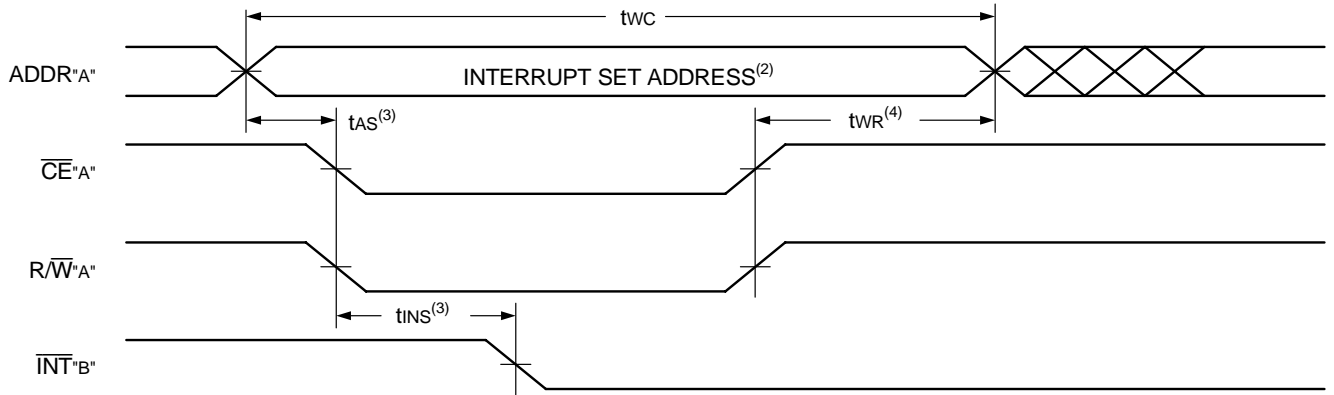 tWC
ADDR"A"
INTERRUPT SET ADDRESS(2)
tAS(3)
tWR(4)
CE"A"
R/W"A"
tINS(3)
INT"B"